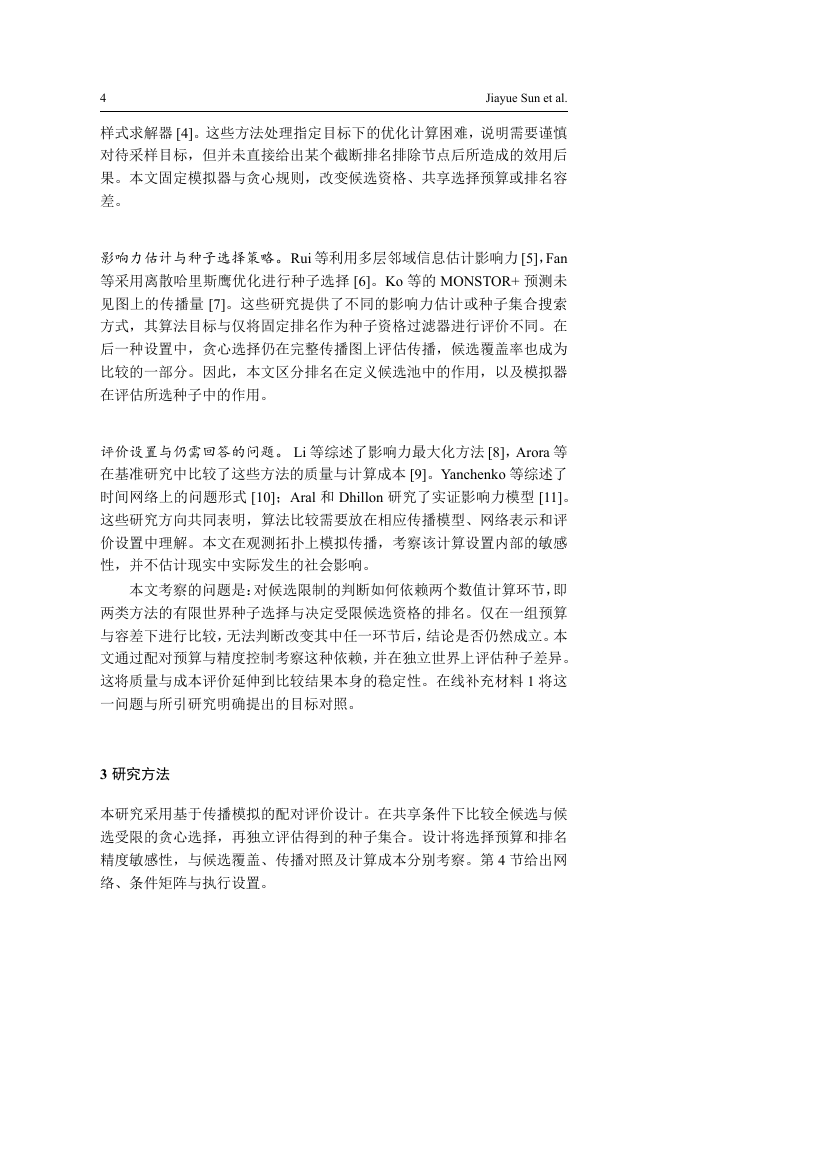 4
Jiayue Sun et al.
样式求解器 [4]。这些方法处理指定目标下的优化计算困难，说明需要谨慎
对待采样目标，但并未直接给出某个截断排名排除节点后所造成的效用后
果。本文固定模拟器与贪心规则，改变候选资格、共享选择预算或排名容
差。
影响力估计与种子选择策略。Rui 等利用多层邻域信息估计影响力 [5]，Fan
等采用离散哈里斯鹰优化进行种子选择 [6]。Ko 等的 MONSTOR+ 预测未
见图上的传播量 [7]。这些研究提供了不同的影响力估计或种子集合搜索
方式，其算法目标与仅将固定排名作为种子资格过滤器进行评价不同。在
后一种设置中，贪心选择仍在完整传播图上评估传播，候选覆盖率也成为
比较的一部分。因此，本文区分排名在定义候选池中的作用，以及模拟器
在评估所选种子中的作用。
评价设置与仍需回答的问题。 Li 等综述了影响力最大化方法 [8]，Arora 等
在基准研究中比较了这些方法的质量与计算成本 [9]。Yanchenko 等综述了
时间网络上的问题形式 [10]；Aral 和 Dhillon 研究了实证影响力模型 [11]。
这些研究方向共同表明，算法比较需要放在相应传播模型、网络表示和评
价设置中理解。本文在观测拓扑上模拟传播，考察该计算设置内部的敏感
性，并不估计现实中实际发生的社会影响。
本文考察的问题是：对候选限制的判断如何依赖两个数值计算环节，即
两类方法的有限世界种子选择与决定受限候选资格的排名。仅在一组预算
与容差下进行比较，无法判断改变其中任一环节后，结论是否仍然成立。本
文通过配对预算与精度控制考察这种依赖，并在独立世界上评估种子差异。
这将质量与成本评价延伸到比较结果本身的稳定性。在线补充材料 1 将这
一问题与所引研究明确提出的目标对照。
3 研究方法
本研究采用基于传播模拟的配对评价设计。在共享条件下比较全候选与候
选受限的贪心选择，再独立评估得到的种子集合。设计将选择预算和排名
精度敏感性，与候选覆盖、传播对照及计算成本分别考察。第 4 节给出网
络、条件矩阵与执行设置。